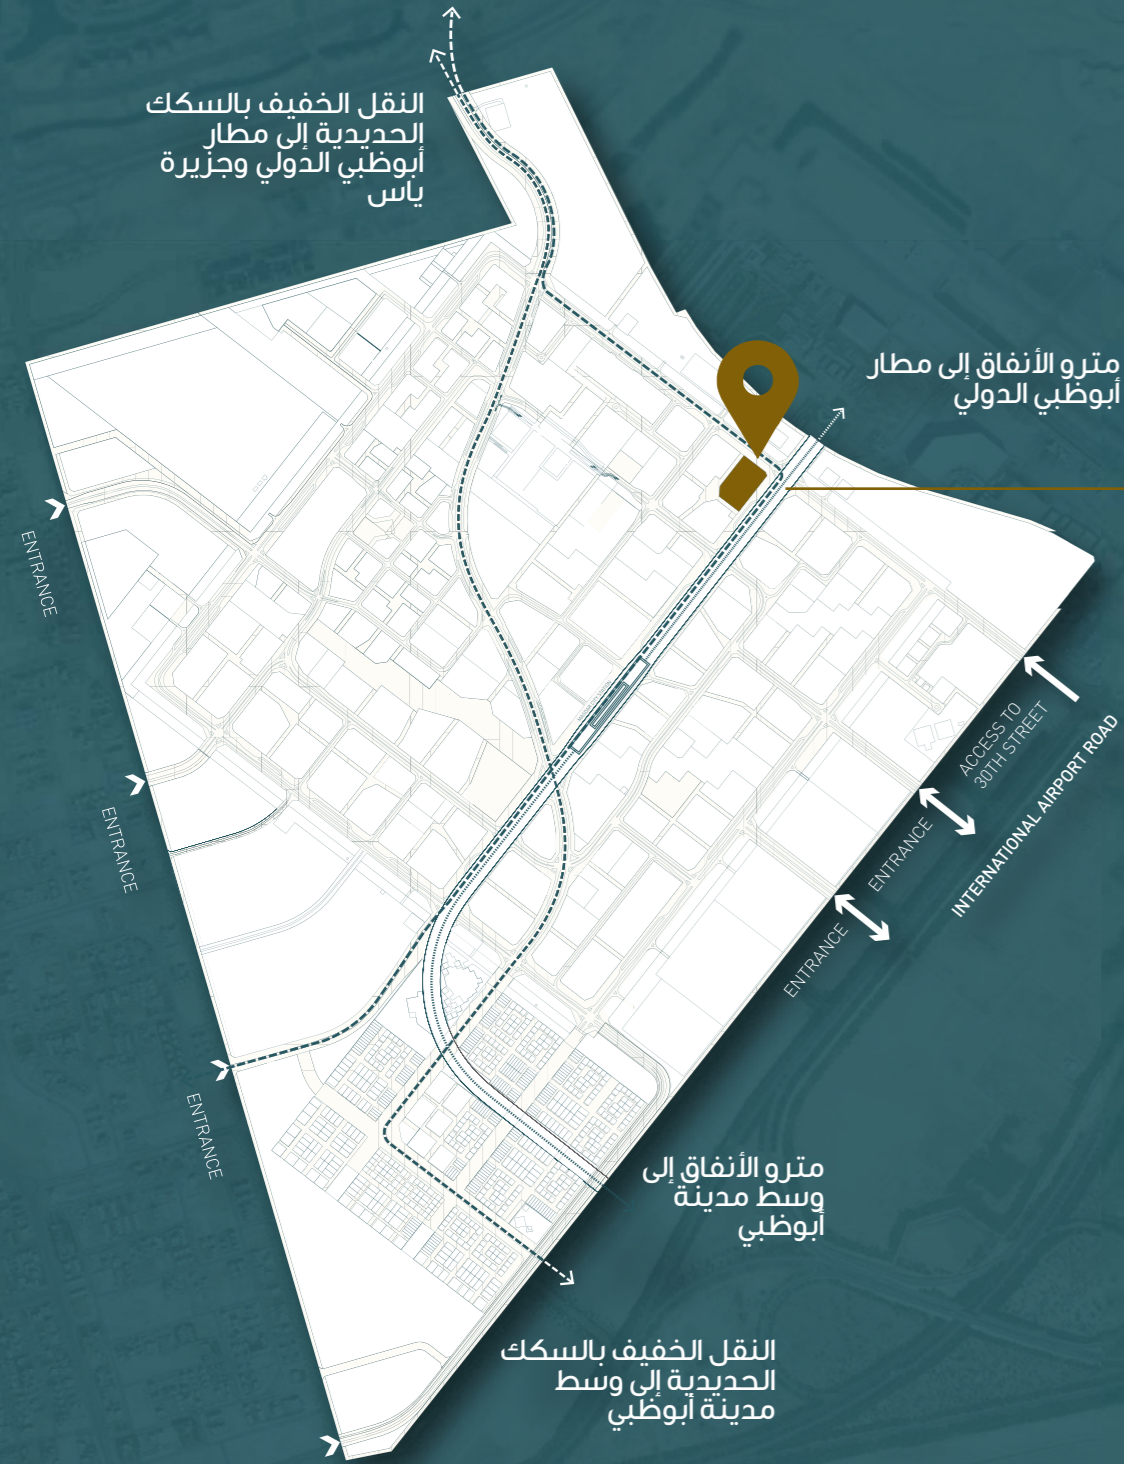 النقل الخفيف بالسكك
الحديدية إلى مطار
أبوظبي الدولي وجزيرة
ياس
مترو الأنفاق إلى مطار
أبوظبي الدولي
ENTRANCE
ENTRANCE
ENTRANCE
ACCESS TO
30TH STREET
INTERNATIONAL AIRPORT ROAD
ENTRANCE
ENTRANCE
مترو الأنفاق إلى
وسط مدينة
أبوظبي
النقل الخفيف بالسكك
الحديدية إلى وسط
مدينة أبوظبي